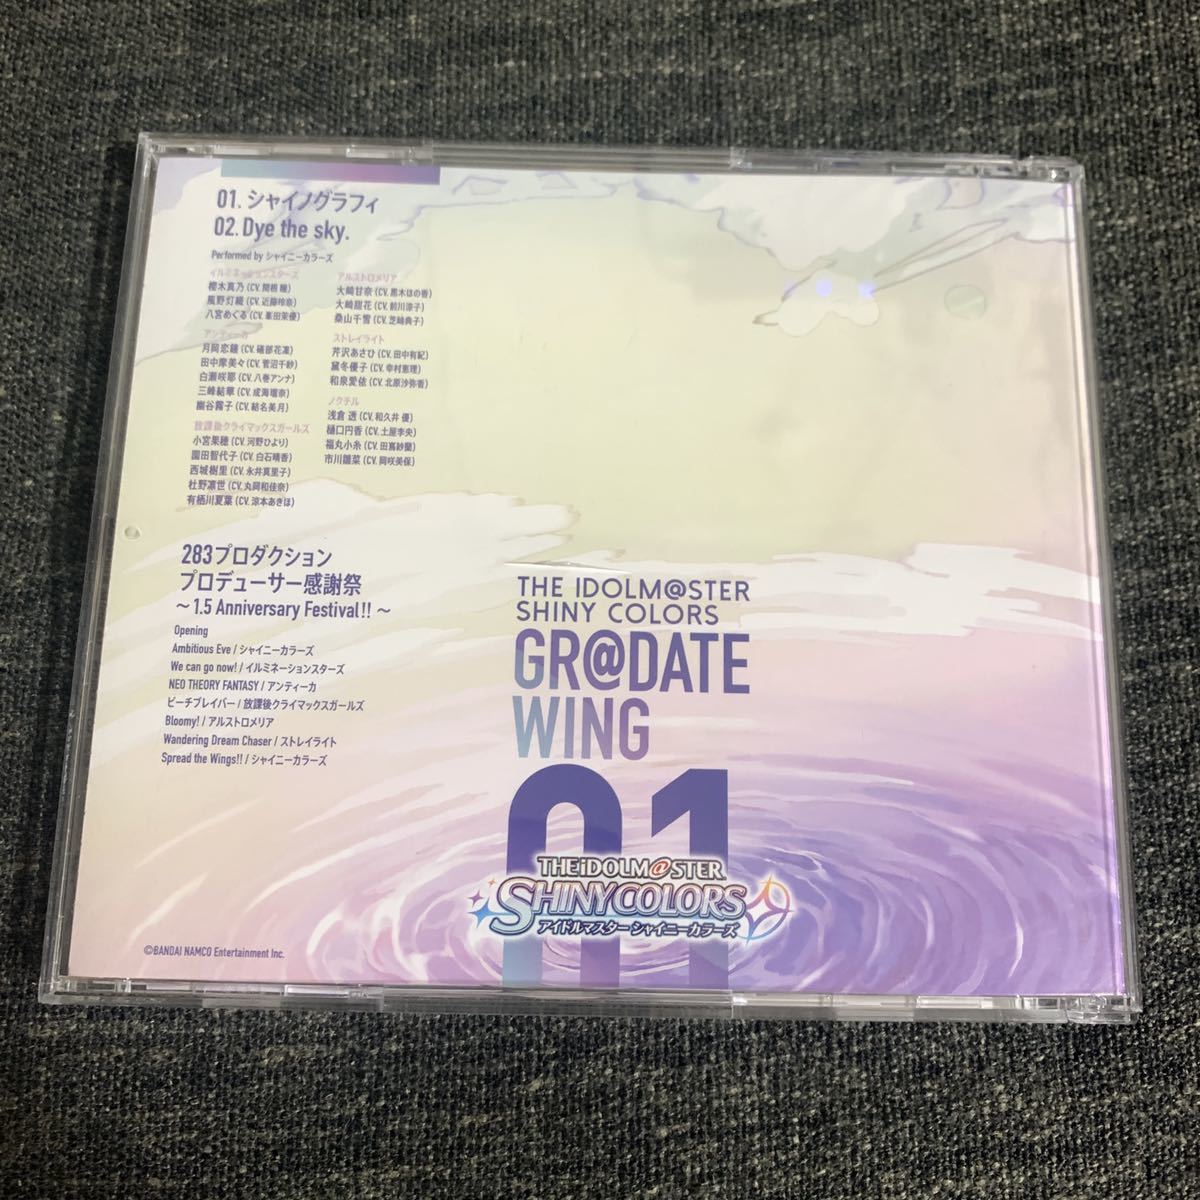 01. シャイノグラフィ
02. Dye the sky.
Performed by シャイニーカラーズ
イルミネーションスターズ
櫻木真乃 (CV. 関根 瞳)
風野灯織 (CV. 近藤玲奈)
八宮めぐる (CV. 峯田茉優)
アンティーカ
月岡恋鐘 (CV. 礒部花凜)
田中摩美々 (CV. 菅沼千紗)
白瀬咲耶 (CV. 八巻アンナ)
三峰結華 (CV. 成海瑠奈)
幽谷霧子 (CV. 結名美月)
放課後クライマックスガールズ
小宮果穂 (CV. 河野ひより)
園田智代子 (CV. 白石晴香)
西城樹里 (CV. 永井真里子)
杜野凛世 (CV. 丸岡和佳奈)
有栖川夏葉 (CV. 涼本あきほ)
アルストロメリア
大崎甘奈 (CV. 黒木ほの香)
大崎甜花 (CV. 前川涼子)
桑山千雪 (CV. 芝崎典子)
ストレイライト
芹沢あさひ (CV. 田中有紀)
黛冬優子 (CV. 幸村恵理)
和泉愛依 (CV. 北原沙弥香)
ノクチル
浅倉 透 (CV. 和久井 優)
樋口円香 (CV. 土屋李央)
福丸小糸 (CV. 田嶌紗蘭)
市川雛菜 (CV. 岡咲美保)
283プロダクション
プロデューサー感謝祭
～1.5 Anniversary Festival!!～
Opening
Ambitious Eve / シャイニーカラーズ
We can go now! / イルミネーションスターズ
NEO THEORY FANTASY / アンティーカ
ビーチブレイバー / 放課後クライマックスガールズ
Bloomy! / アルストロメリア
Wandering Dream Chaser / ストレイライト
Spread the Wings!! / シャイニーカラーズ
THE IDOLM@STER
SHINY COLORS
GR@DATE
WING
01
THE iDOLM@STER
SHINY COLORS
アイドルマスター シャイニーカラーズ
©BANDAI NAMCO Entertainment Inc.